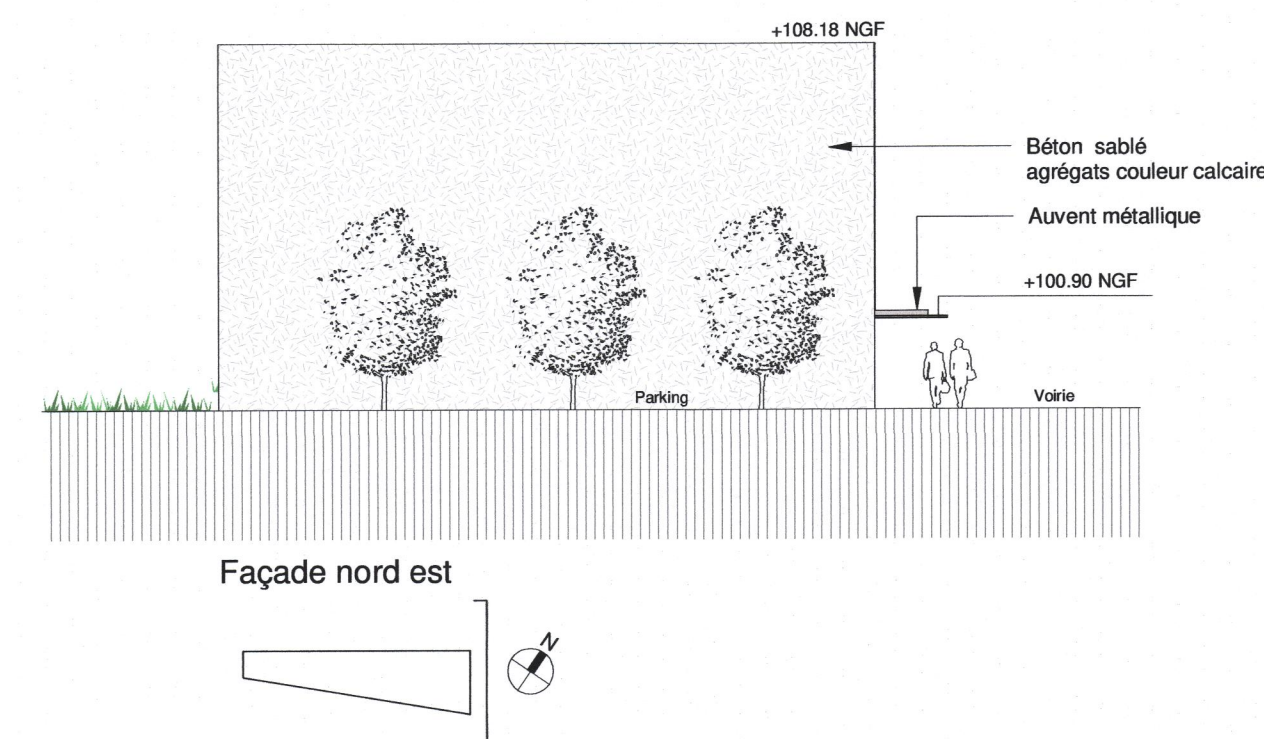 +108.18 NGF
Béton sablé
agrégats couleur calcaire
Auvent métallique
+100.90 NGF
Parking
Voirie
Façade nord est
N